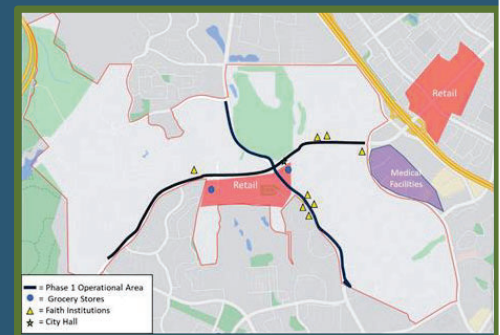 Retail
Medical
Facilities
Retail
= Phase 1 Operational Area
= Grocery Stores
= Faith Institutions
= City Hall